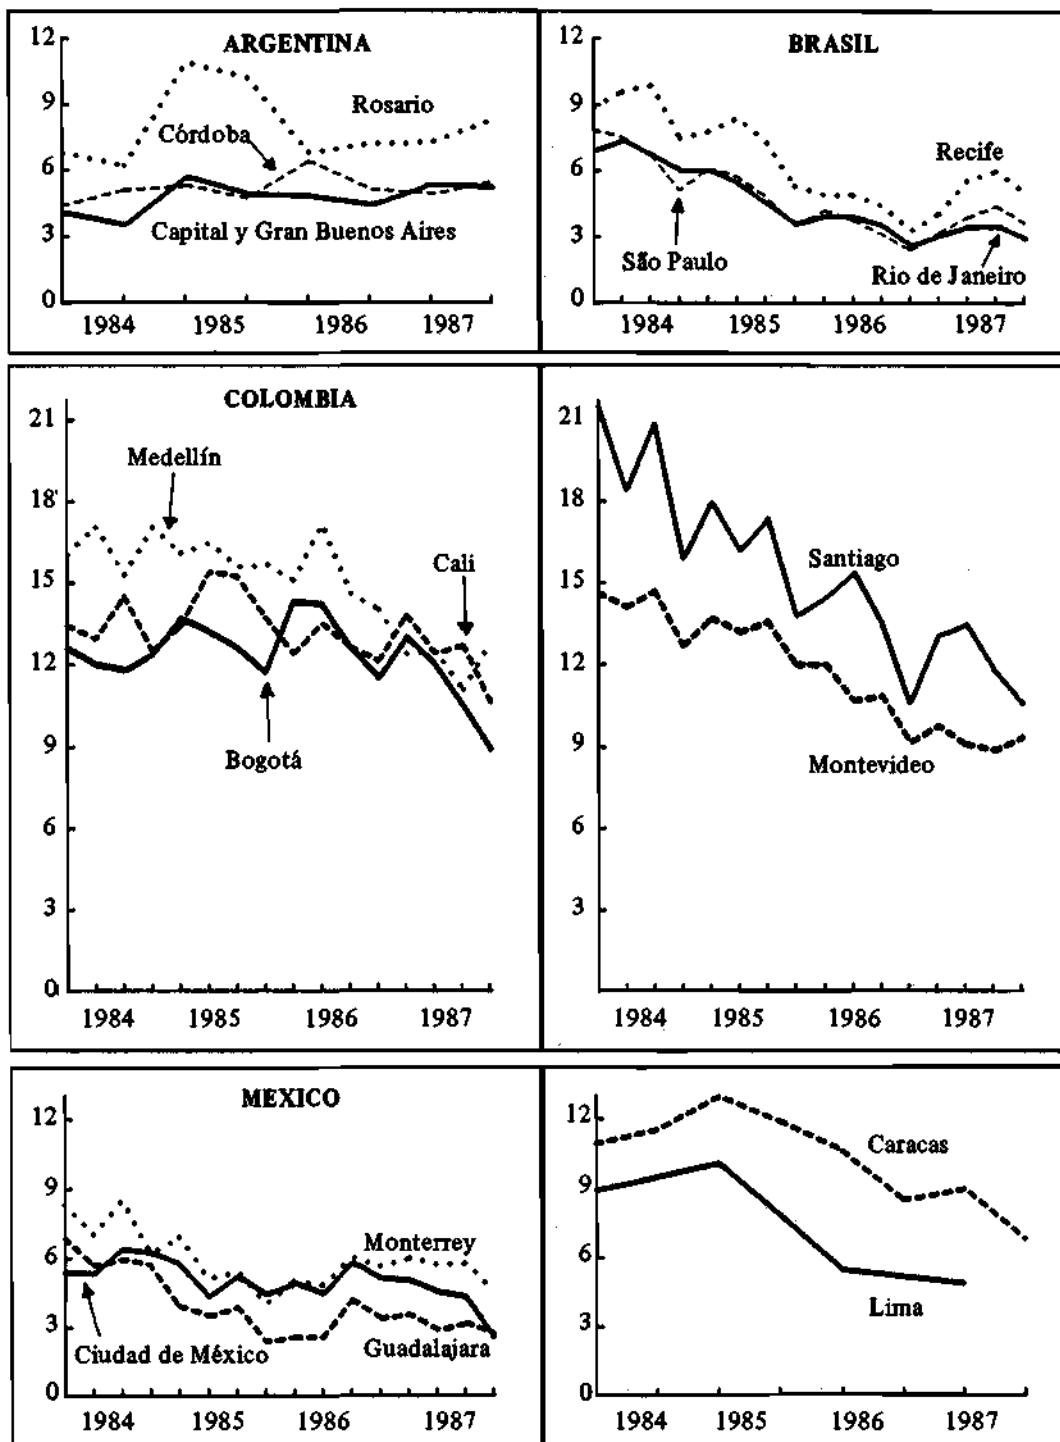 ARGENTINA
12
9
6
3
0
Rosario
Córdoba
Capital y Gran Buenos Aires
1984 1985 1986 1987
BRASIL
12
9
6
3
0
Recife
São Paulo
Rio de Janeiro
1984 1985 1986 1987
COLOMBIA
21
18
15
12
9
6
3
0
Medellín
Cali
Bogotá
1984 1985 1986 1987
21
18
15
12
9
6
3
Santiago
Montevideo
1984 1985 1986 1987
MEXICO
12
9
6
3
0
Monterrey
Ciudad de México
Guadalajara
1984 1985 1986 1987
12
9
6
3
0
Caracas
Lima
1984 1985 1986 1987